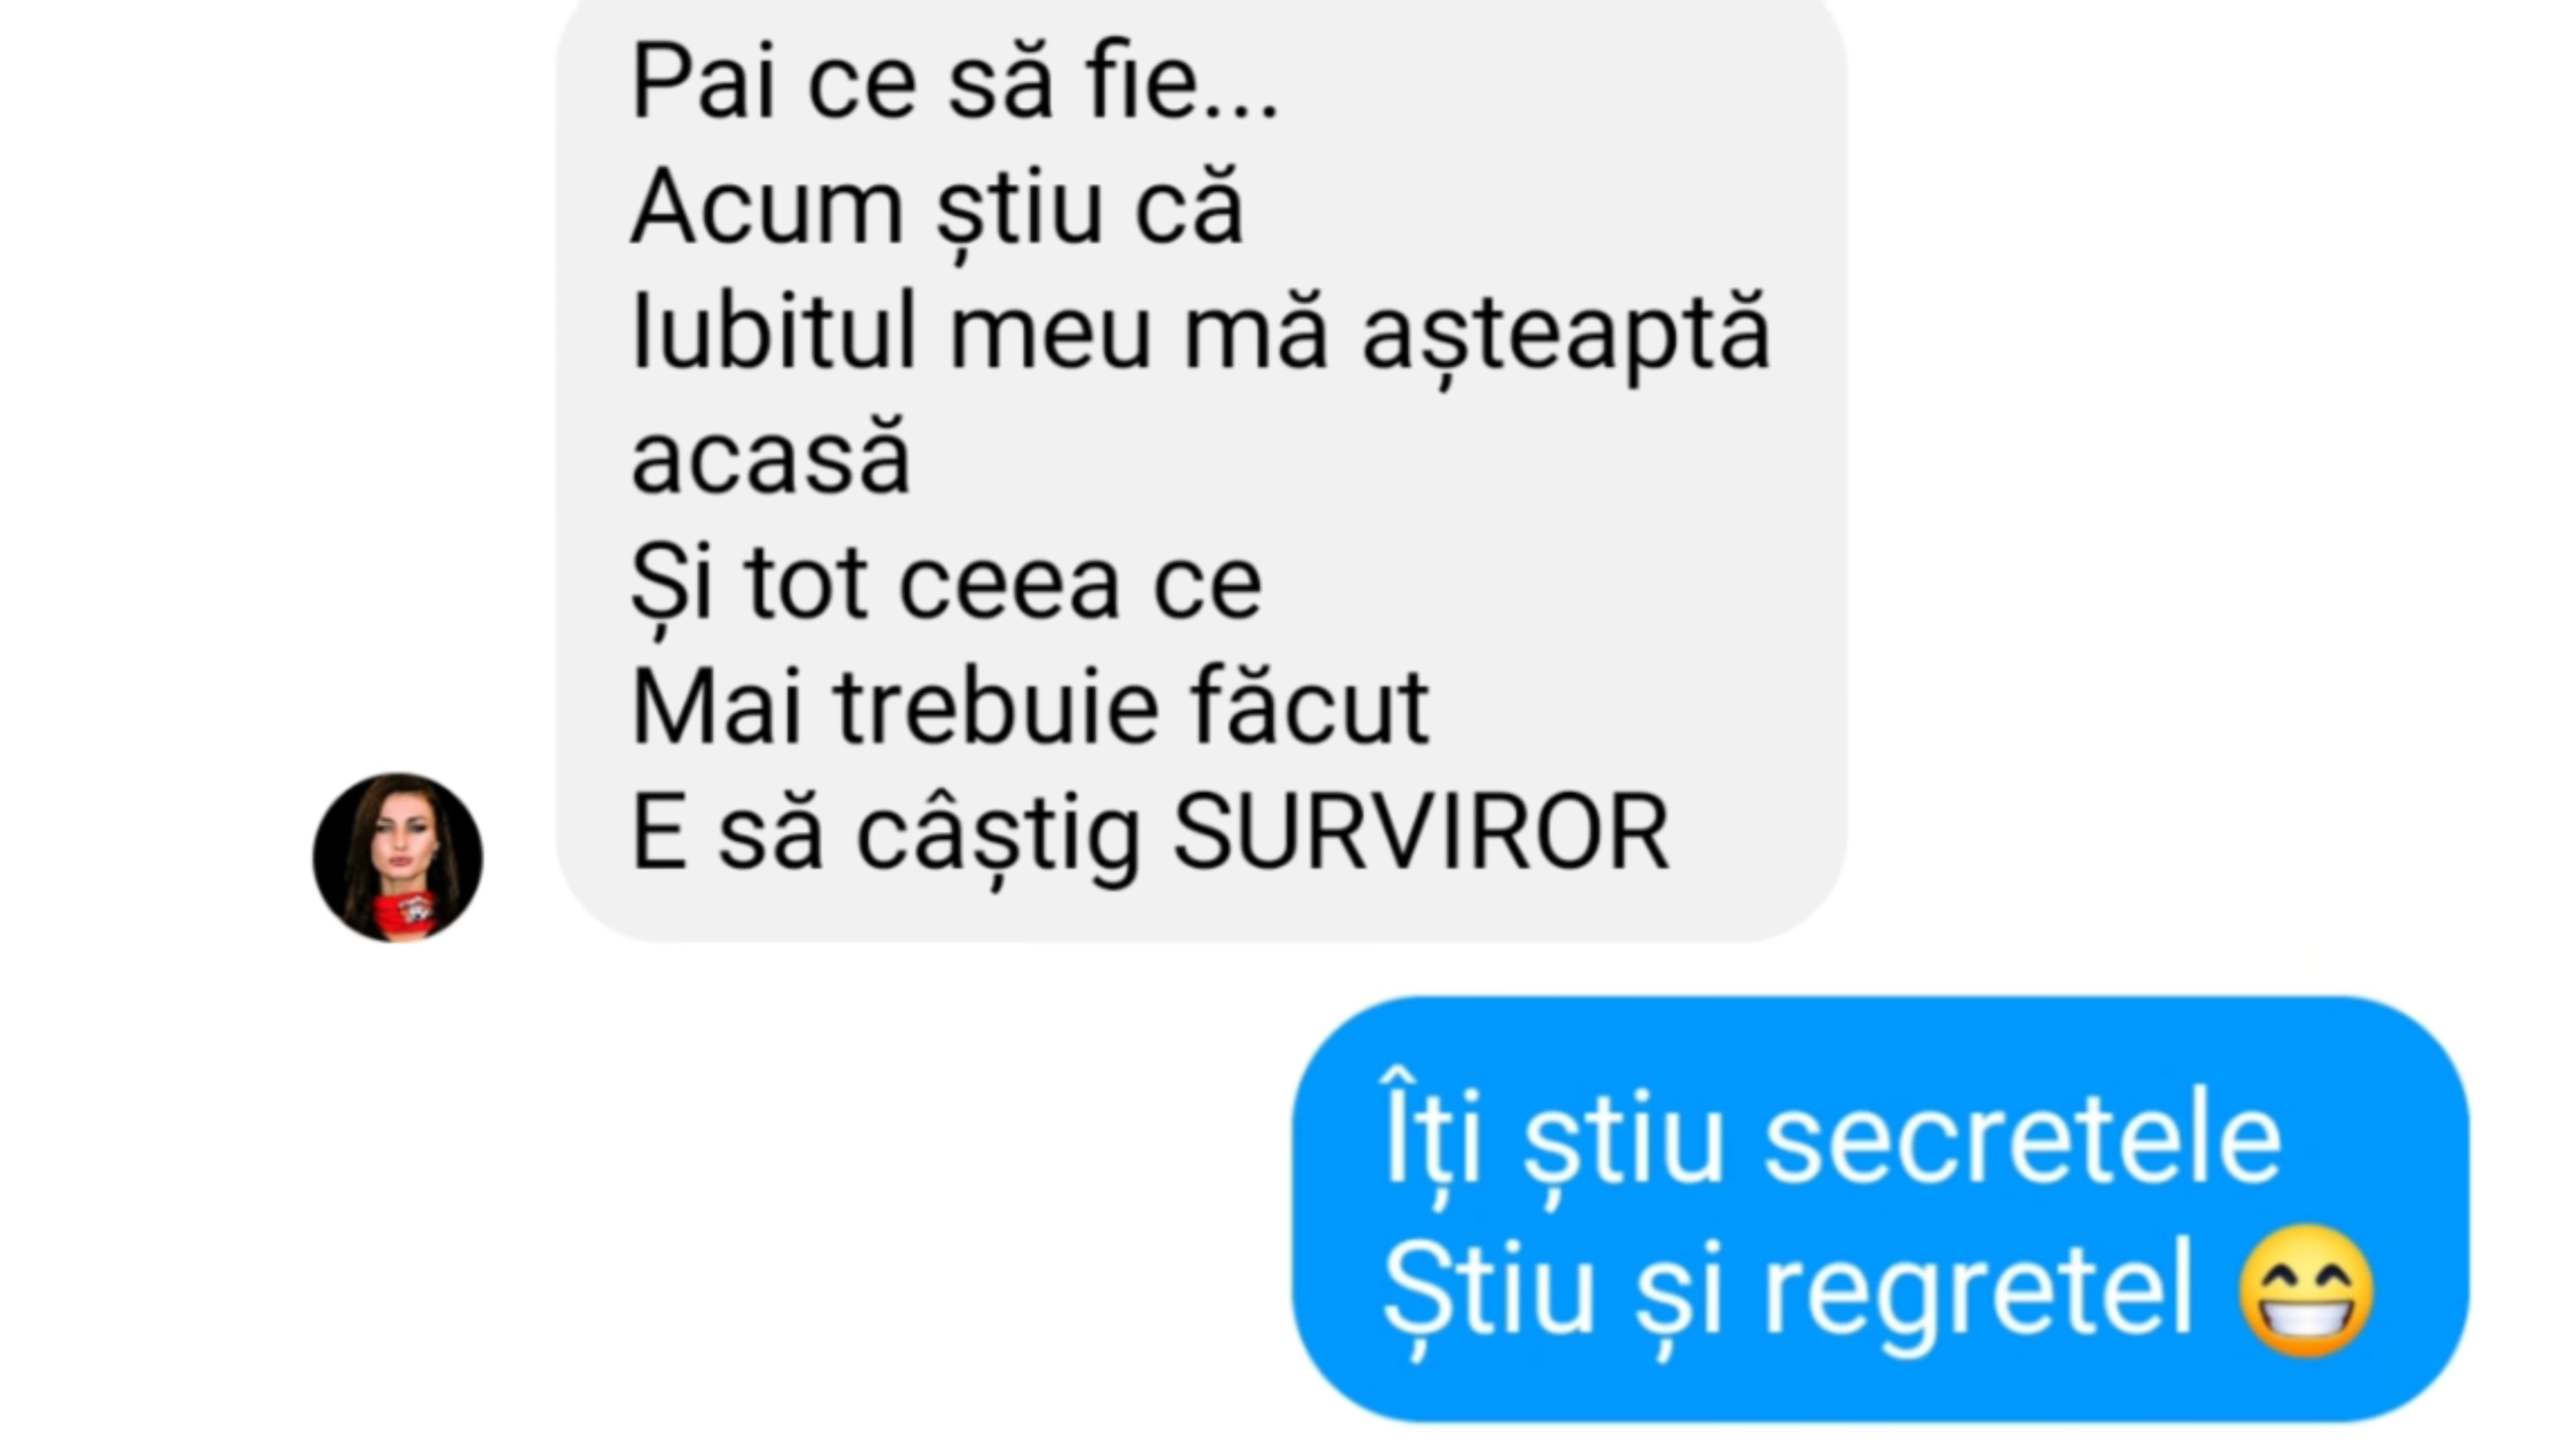 Pai ce să fie...
Acum știu că
Iubitul meu mă așteaptă
acasă
Și tot ceea ce
Mai trebuie făcut
E să câștig SURVIROR
Îți știu secretele
Știu și regretel 😁